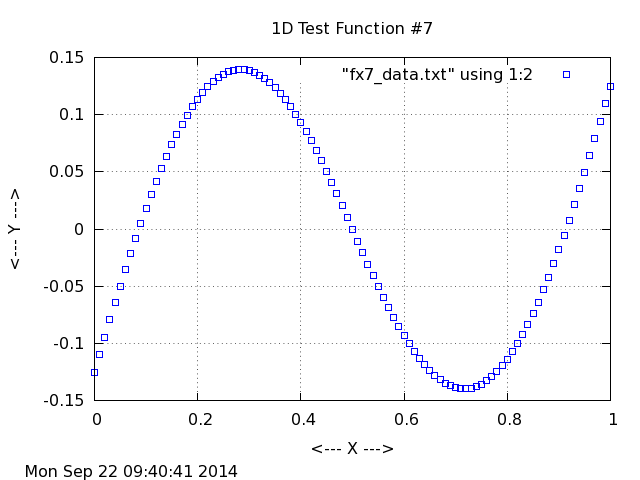 1D Test Function #7
"fx7_data.txt" using 1:2
0.15
0.1
0.05
0
-0.05
-0.1
-0.15
<--- Y --->
0 0.2 0.4 0.6 0.8 1
<--- X --->
Mon Sep 22 09:40:41 2014